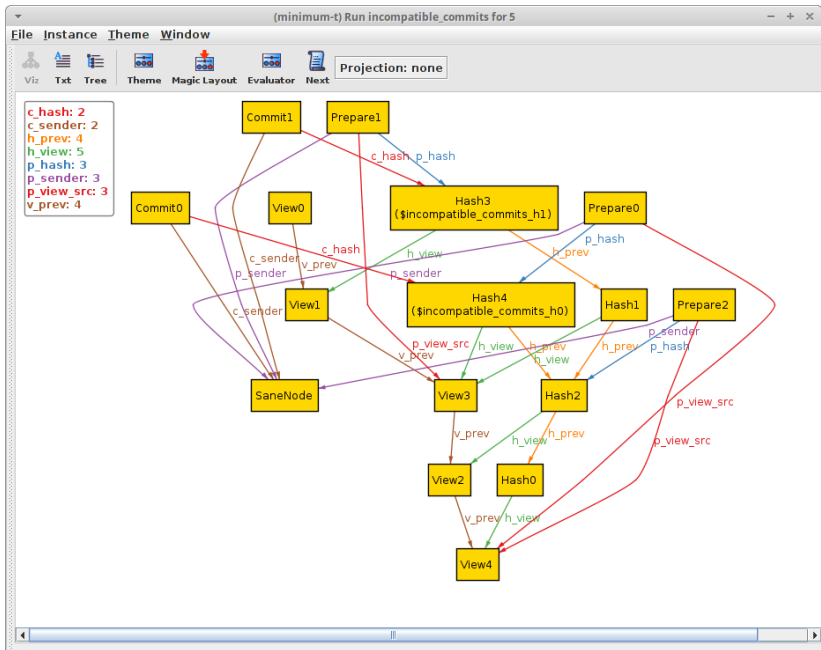 (minimum-t) Run incompatible_commits for 5
File Instance Theme Window
Viz Txt Tree Theme Magic Layout Evaluator Next Projection: none
c_hash: 2
c_sender: 2
h_prev: 4
h_view: 5
p_hash: 3
p_sender: 3
p_view_src: 3
v_prev: 4
Commit1 Prepare1
c_hash p_hash
Commit0 View0 Hash3 Prepare0
($incompatible_commits_h1)
c_hash h_view h_prev p_hash
c_sender v_prev
p_sender p_sender
View1 Hash4 Hash1 Prepare2
($incompatible_commits_h0)
c_sender
p_sender
v_prev p_view_src h_view h_prev h_view h_prev p_hash
SaneNode View3 Hash2
p_view_src
v_prev h_view h_prev p_view_src
View2 Hash0
v_prev h_view
View4